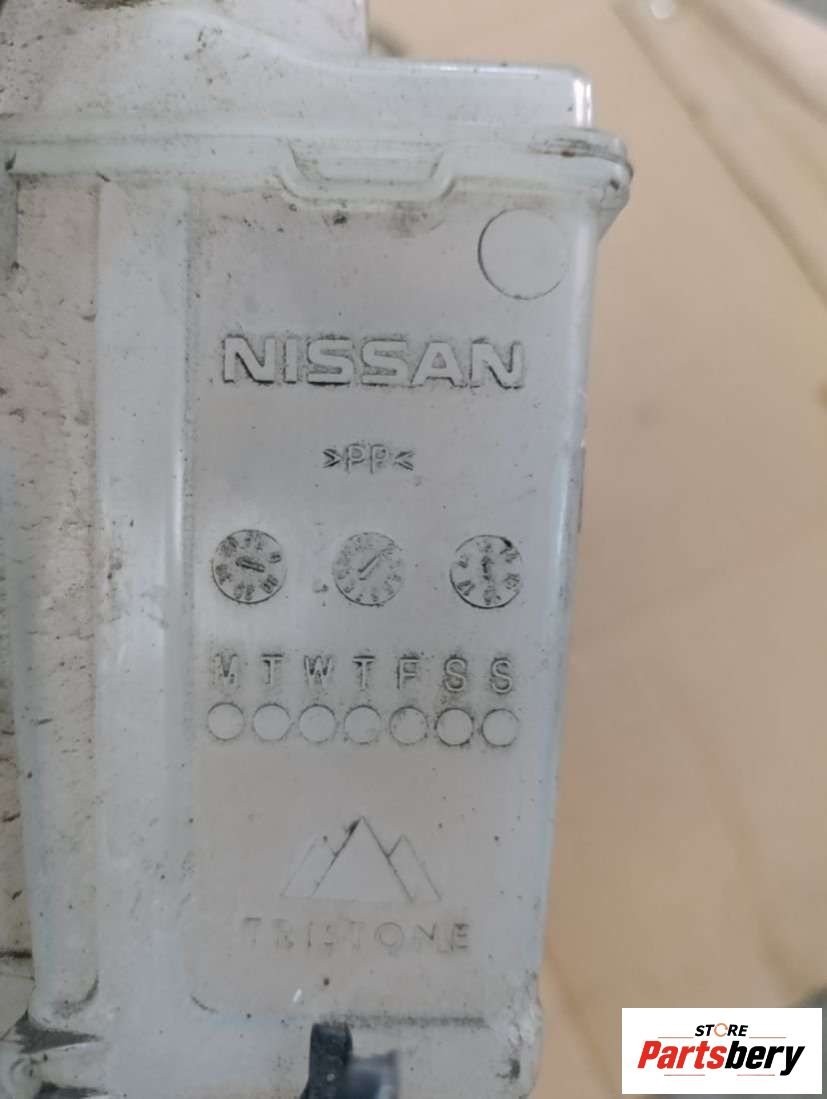 NISSAN
>PP<
M T W T F S S
TRISTONE
STORE
Partsbery